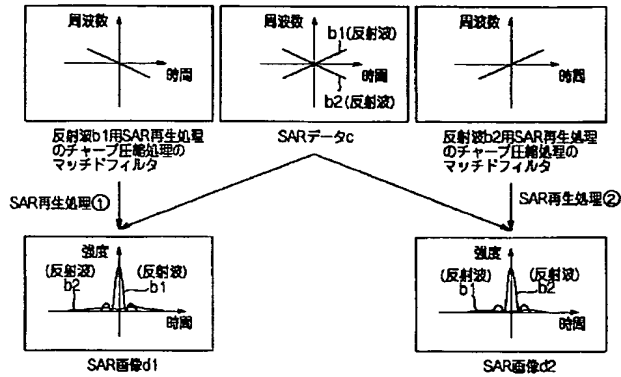 周波数
時間
周波数
b1(反射波)
時間
b2(反射波)
周波数
時間
反射波b1用SAR再生処理
のチャープ圧縮処理の
マッチドフィルタ
SARデータc
反射波b2用SAR再生処理
のチャープ圧縮処理の
マッチドフィルタ
SAR再生処理①
SAR再生処理②
強度
(反射波)
b2
(反射波)
b1
時間
SAR画像d1
強度
(反射波)
b1
(反射波)
b2
時間
SAR画像d2